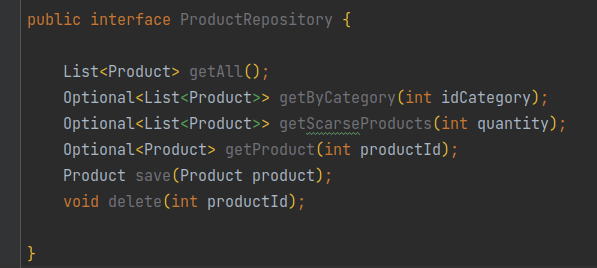 public interface ProductRepository {
List<Product> getAll();
Optional<List<Product>> getByCategory(int idCategory);
Optional<List<Product>> getScarseProducts(int quantity);
Optional<Product> getProduct(int productId);
Product save(Product product);
void delete(int productId);
}